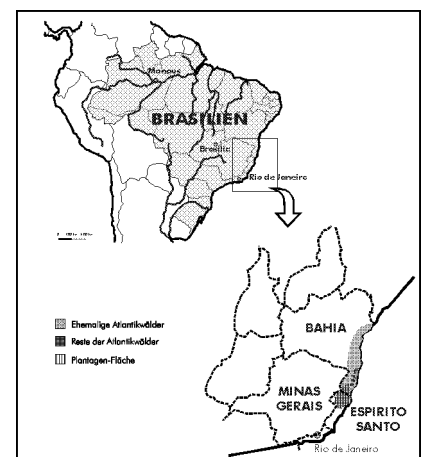 Manaus
BRASILIEN
Brasilia
Rio de Janeiro
Ehemalige Atlantikwälder
Reste der Atlantikwälder
Plantagen-Fläche
BAHIA
MINAS
GERAIS
ESPIRITO
SANTO
Rio de Janeiro